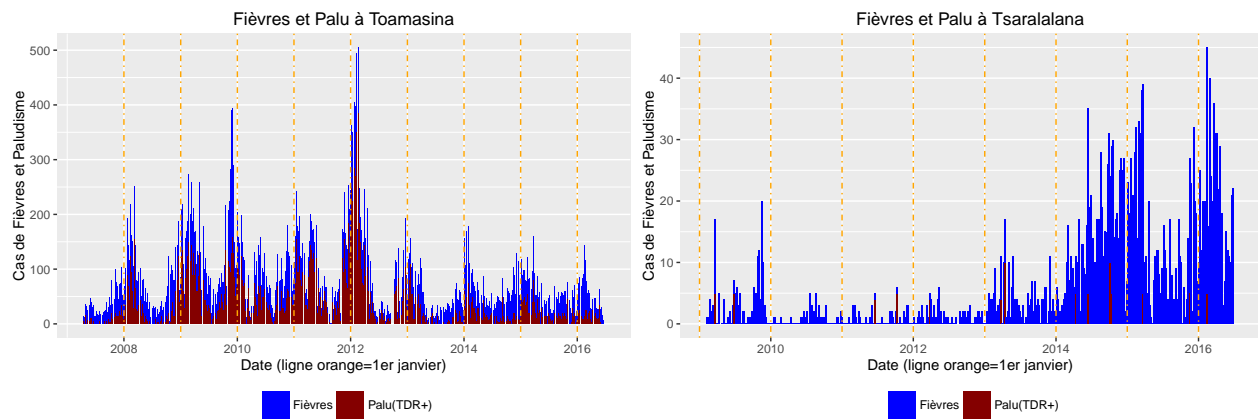 Fièvres et Palu à Toamasina
Cas de Fièvres et Paludisme
500
400
300
200
100
0
2008
2010
2012
2014
2016
Date (ligne orange=1er janvier)
Fièvres
Palu(TDR+)
Fièvres et Palu à Tsaralalana
Cas de Fièvres et Paludisme
40
30
20
10
0
2010
2012
2014
2016
Date (ligne orange=1er janvier)
Fièvres
Palu(TDR+)